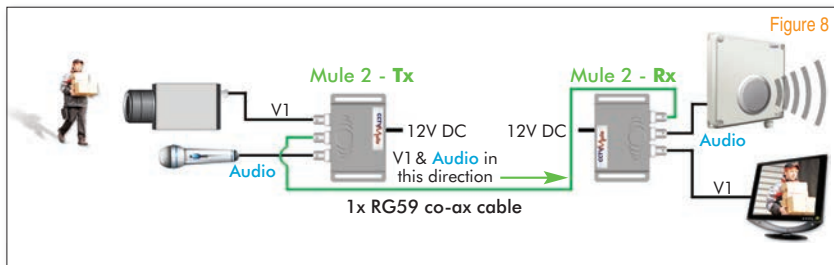 Figure 8
Mule 2 - Tx
Mule 2 - Rx
V1
12V DC
12V DC
Audio
Audio
V1 & Audio in
this direction
V1
1x RG59 co-ax cable